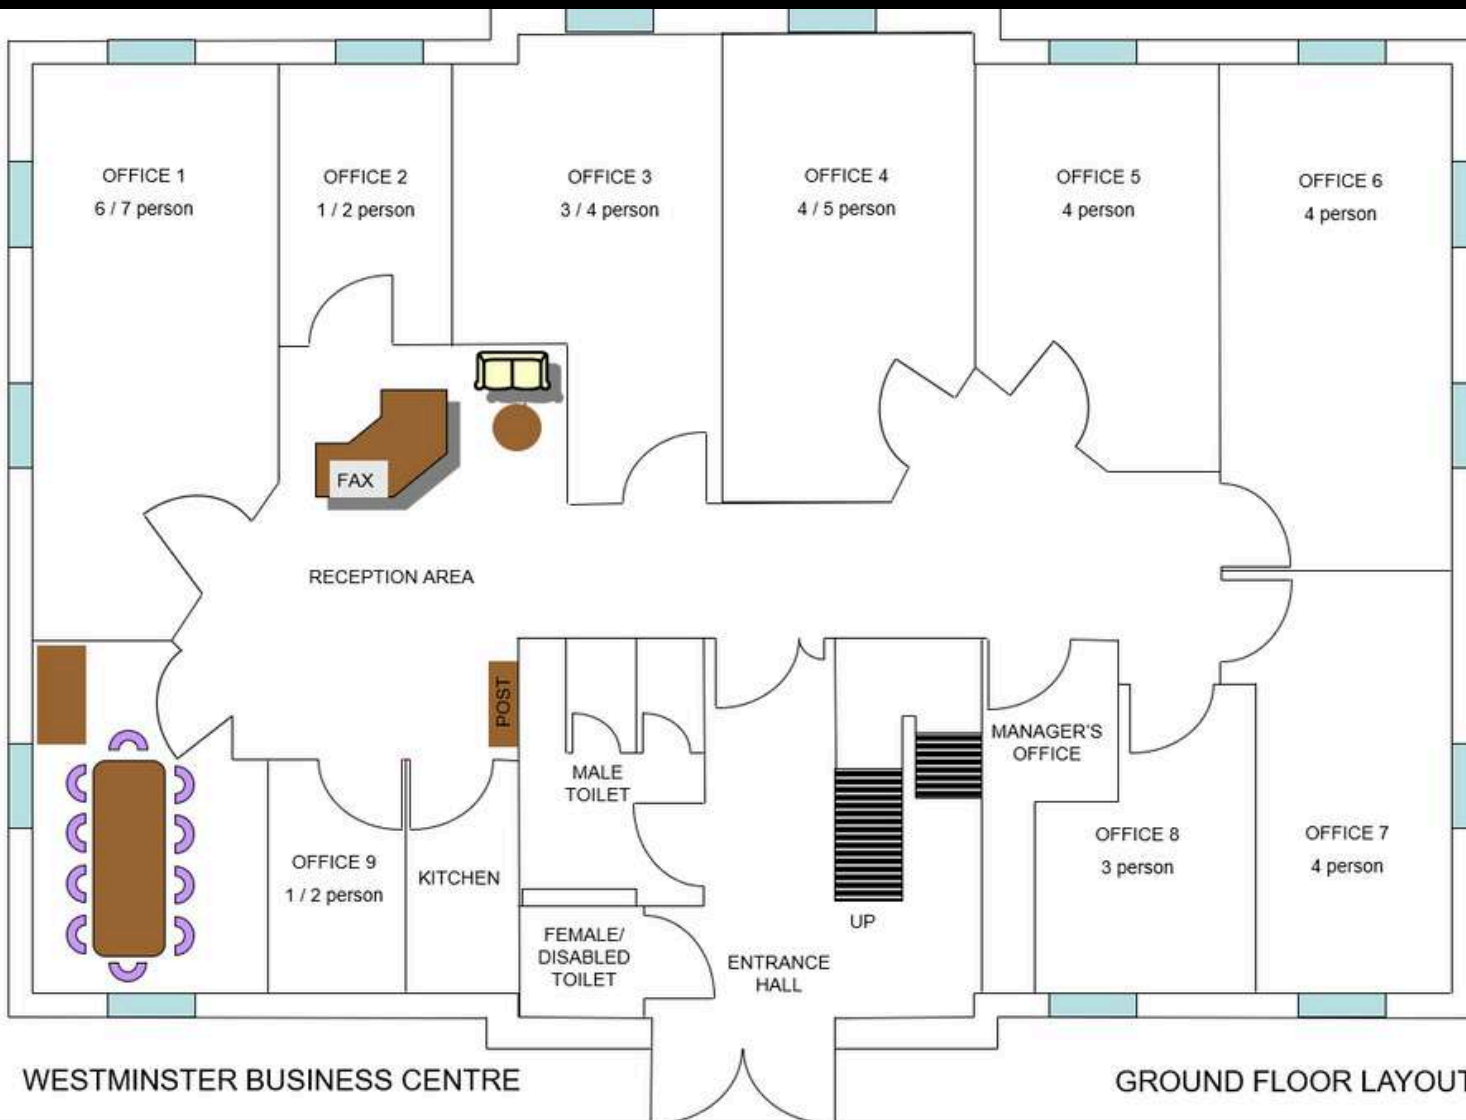 OFFICE 1
6 / 7 person
OFFICE 2
1 / 2 person
OFFICE 3
3 / 4 person
OFFICE 4
4 / 5 person
OFFICE 5
4 person
OFFICE 6
4 person
FAX
RECEPTION AREA
POST
MANAGER'S
OFFICE
MALE
TOILET
OFFICE 9
1 / 2 person
KITCHEN
OFFICE 8
3 person
OFFICE 7
4 person
UP
FEMALE/
DISABLED
TOILET
ENTRANCE
HALL
WESTMINSTER BUSINESS CENTRE
GROUND FLOOR LAYOUT